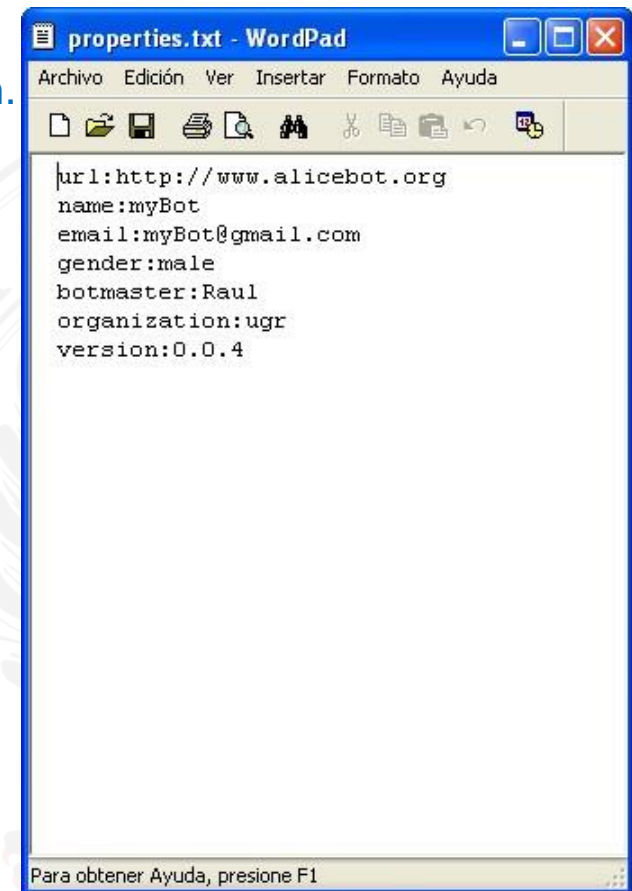 properties.txt - WordPad
Archivo Edición Ver Insertar Formato Ayuda
url:http://www.alicebot.org
name:myBot
email:myBot@gmail.com
gender:male
botmaster:Raul
organization:ugr
version:0.0.4
Para obtener Ayuda, presione F1